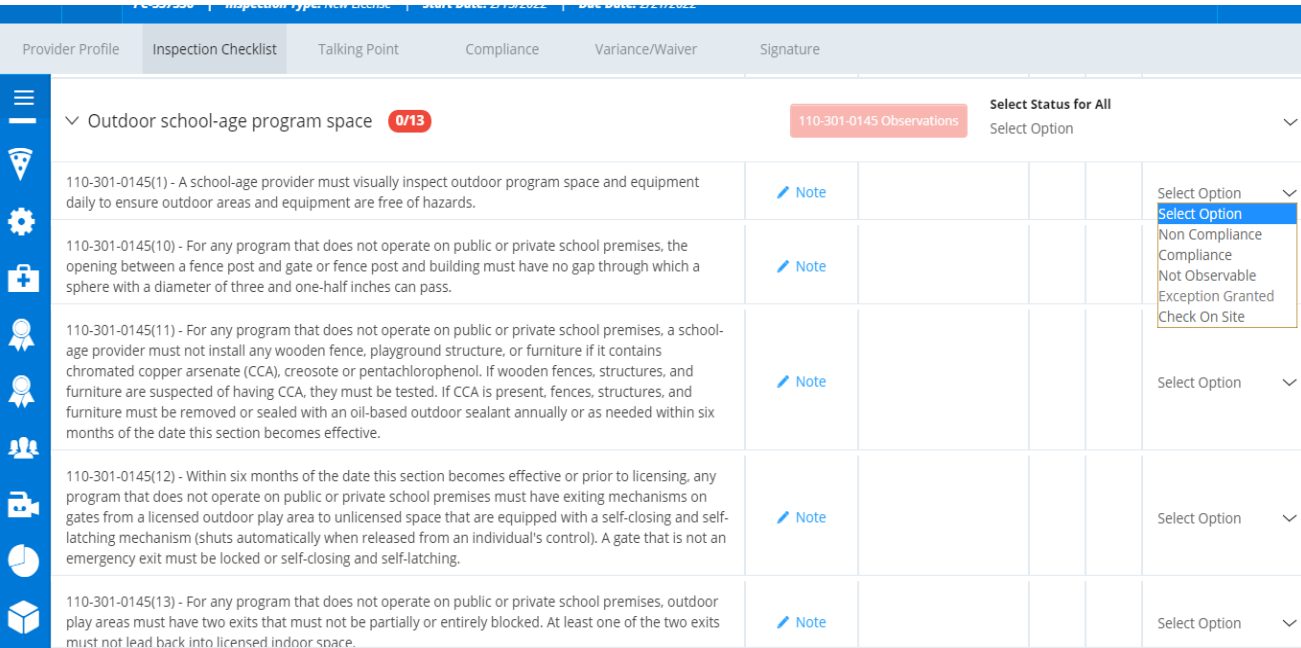 Inspection Type: New License | Start Date: 2/15/2022 | Due Date: 2/21/2022
Provider Profile
Inspection Checklist
Talking Point
Compliance
Variance/Waiver
Signature
Outdoor school-age program space
0/13
110-301-0145 Observations
Select Status for All
Select Option
110-301-0145(1) - A school-age provider must visually inspect outdoor program space and equipment
daily to ensure outdoor areas and equipment are free of hazards.
Note
Select Option
Select Option
Non Compliance
Compliance
Not Observable
Exception Granted
Check On Site
110-301-0145(10) - For any program that does not operate on public or private school premises, the
opening between a fence post and gate or fence post and building must have no gap through which a
sphere with a diameter of three and one-half inches can pass.
Note
110-301-0145(11) - For any program that does not operate on public or private school premises, a school-
age provider must not install any wooden fence, playground structure, or furniture if it contains
chromated copper arsenate (CCA), creosote or pentachlorophenol. If wooden fences, structures, and
furniture are suspected of having CCA, they must be tested. If CCA is present, fences, structures, and
furniture must be removed or sealed with an oil-based outdoor sealant annually or as needed within six
months of the date this section becomes effective.
Note
Select Option
110-301-0145(12) - Within six months of the date this section becomes effective or prior to licensing, any
program that does not operate on public or private school premises must have exiting mechanisms on
gates from a licensed outdoor play area to unlicensed space that are equipped with a self-closing and self-
latching mechanism (shuts automatically when released from an individual's control). A gate that is not an
emergency exit must be locked or self-closing and self-latching.
Note
Select Option
110-301-0145(13) - For any program that does not operate on public or private school premises, outdoor
play areas must have two exits that must not be partially or entirely blocked. At least one of the two exits
must not lead back into licensed indoor space.
Note
Select Option